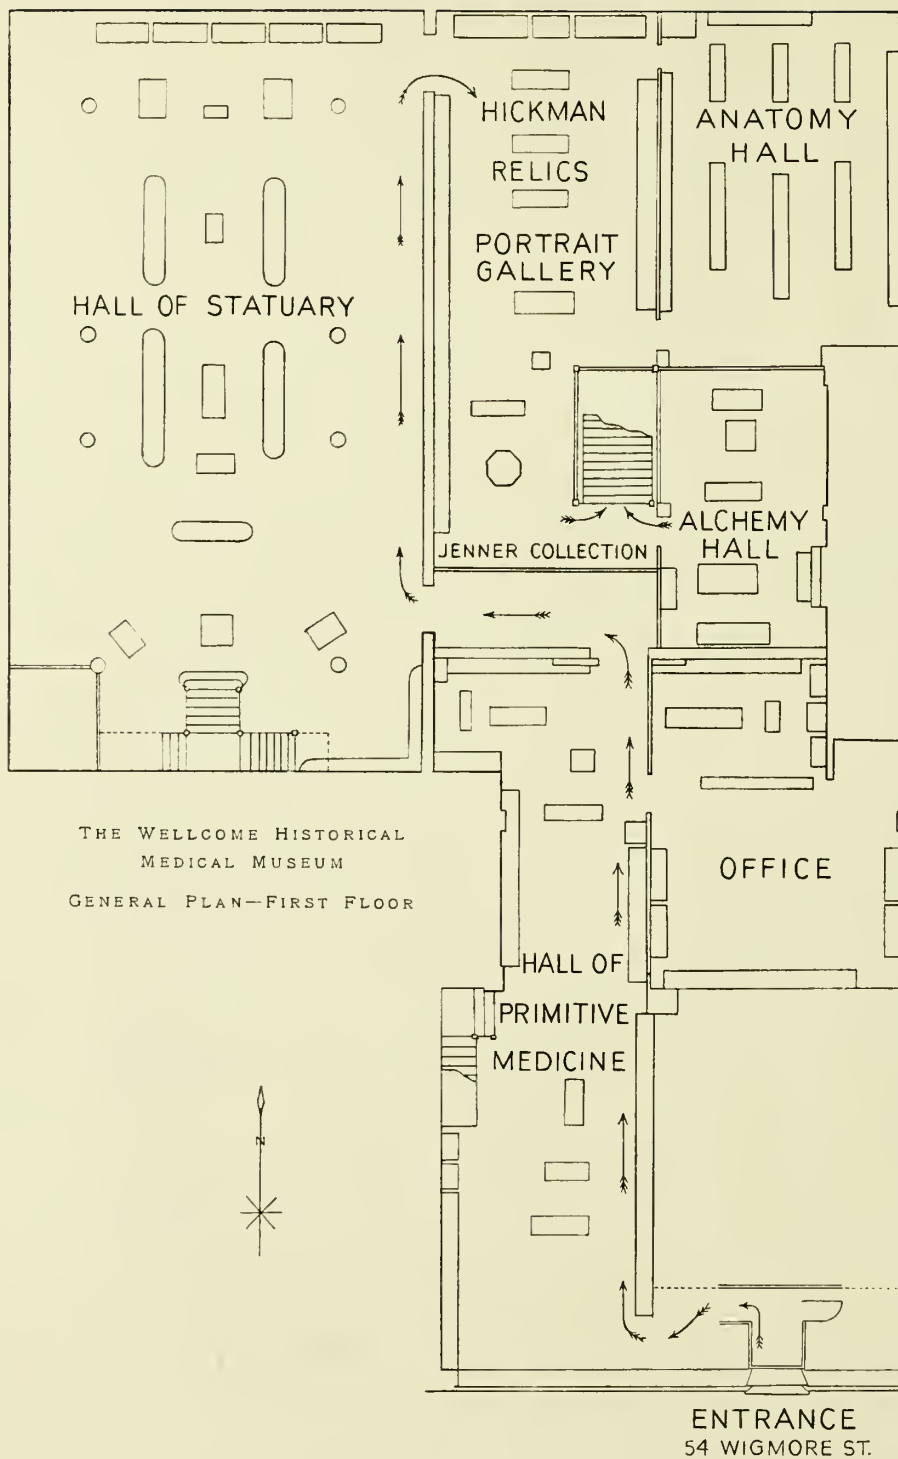 HICKMAN
RELICS
PORTRAIT
GALLERY
ANATOMY
HALL
HALL OF STATUARY
ALCHEMY
HALL
JENNER COLLECTION
THE WELLCOME HISTORICAL
MEDICAL MUSEUM
GENERAL PLAN—FIRST FLOOR
OFFICE
HALL OF
PRIMITIVE
MEDICINE
N
ENTRANCE
54 WIGMORE ST.